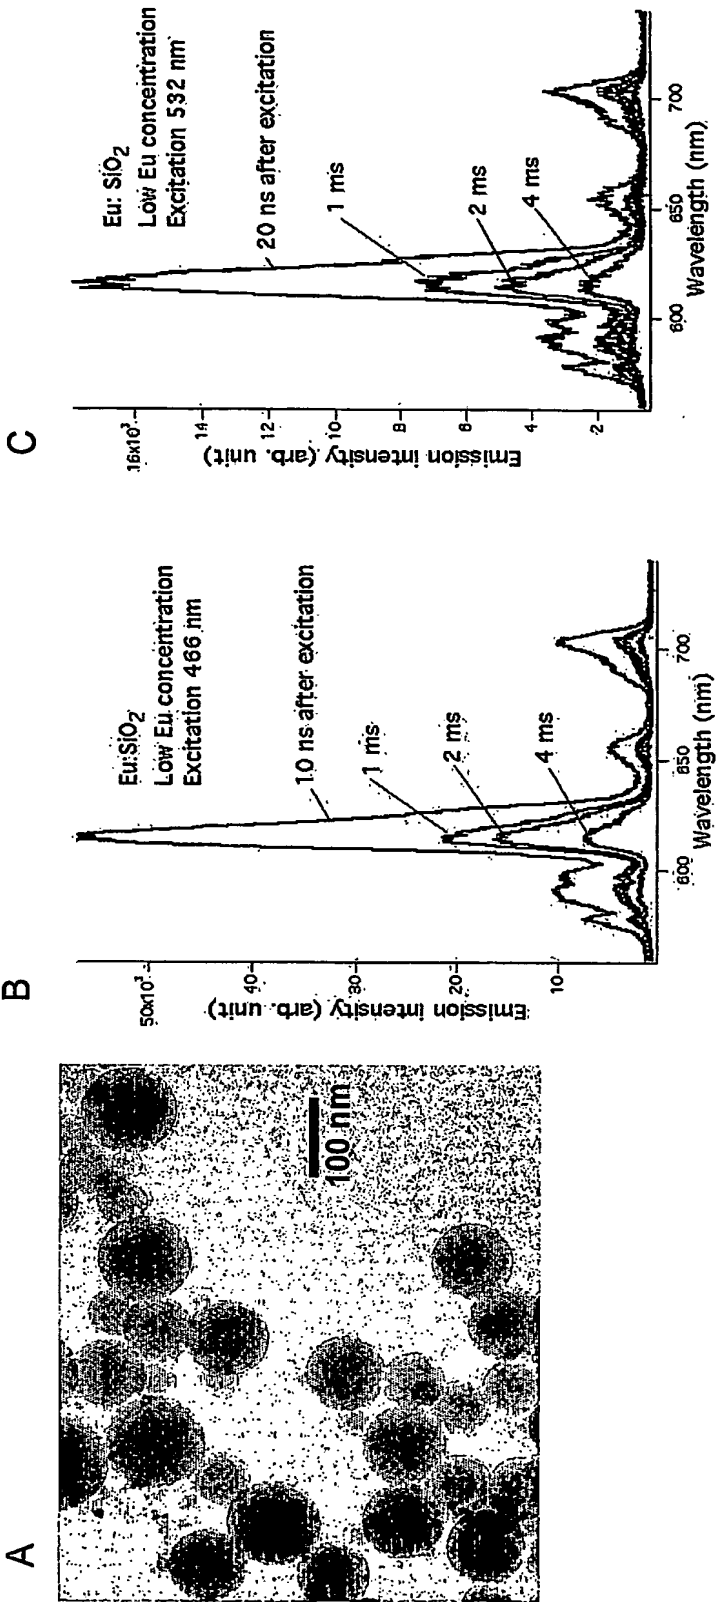 A
100 nm
B
Eu:SiO2
Low Eu concentration
Excitation 466 nm
10 ns after excitation
1 ms
2 ms
4 ms
50x10³
40
30
20
10
Emission intensity (arb. unit)
600
650
700
Wavelength (nm)
C
Eu: SiO2
Low Eu concentration
Excitation 532 nm
20 ns after excitation
1 ms
2 ms
4 ms
16x10³
14
12
10
8
6
4
2
Emission intensity (arb. unit)
600
650
700
Wavelength (nm)